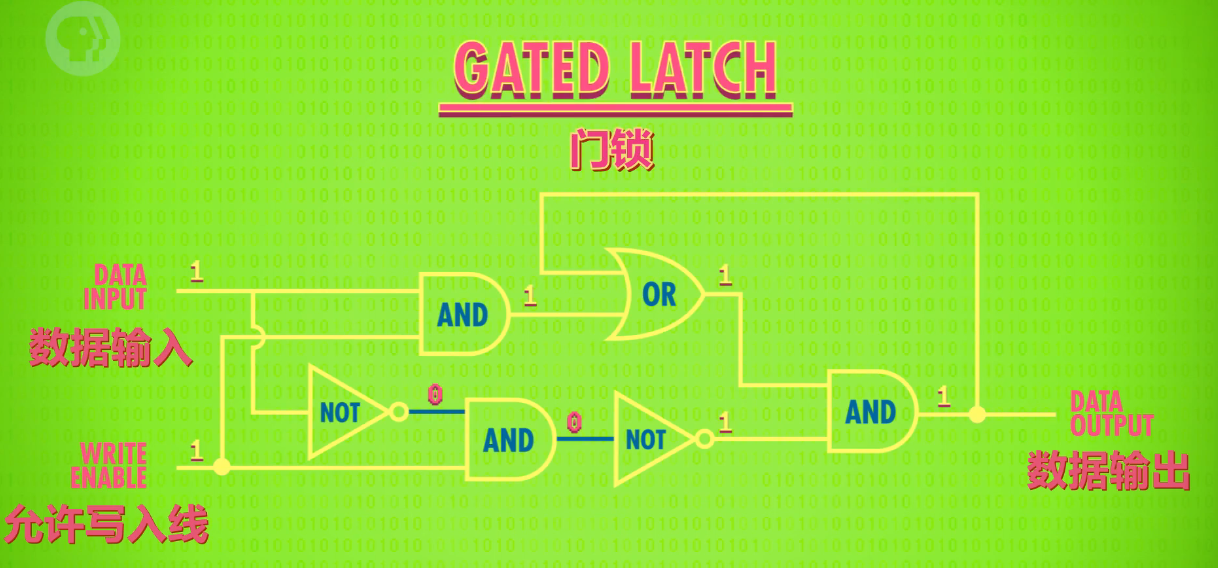 GATED LATCH
门锁
DATA
INPUT
数据输入
1
AND
1
OR
1
NOT
0
AND
0
NOT
1
AND
1
DATA
OUTPUT
数据输出
WRITE
ENABLE
允许写入线
1